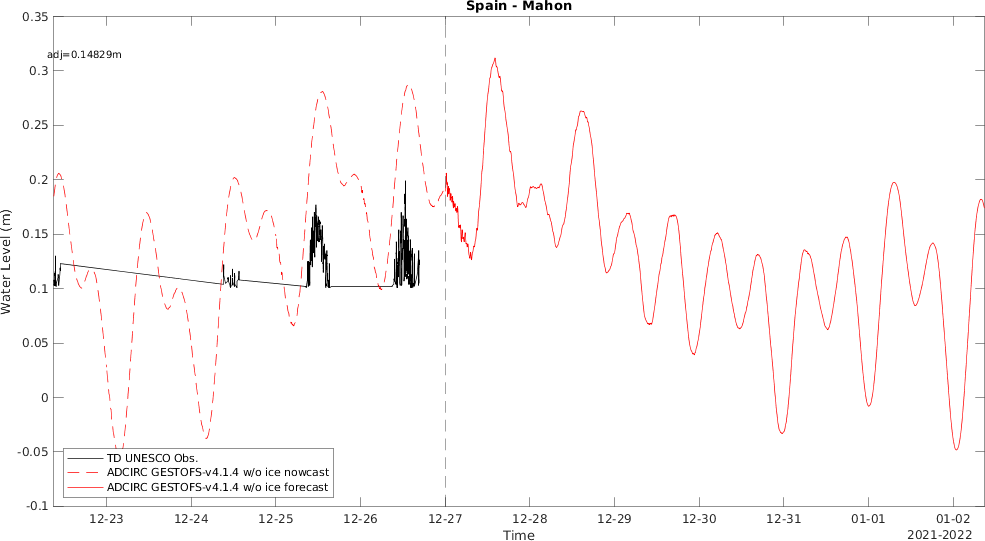 Spain - Mahon
adj=0.14829m
0.35
0.3
0.25
0.2
0.15
0.1
0.05
0
-0.05
-0.1
Water Level (m)
TD UNESCO Obs.
ADCIRC GESTOFS-v4.1.4 w/o ice nowcast
ADCIRC GESTOFS-v4.1.4 w/o ice forecast
12-23 12-24 12-25 12-26 12-27 12-28 12-29 12-30 12-31 01-01 01-02
Time
2021-2022